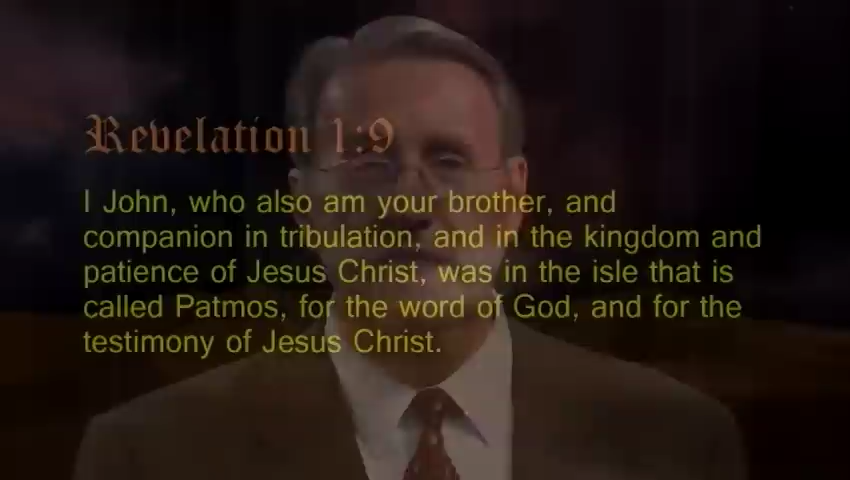 Revelation 1:9
I John, who also am your brother, and
companion in tribulation, and in the kingdom and
patience of Jesus Christ, was in the isle that is
called Patmos, for the word of God, and for the
testimony of Jesus Christ.